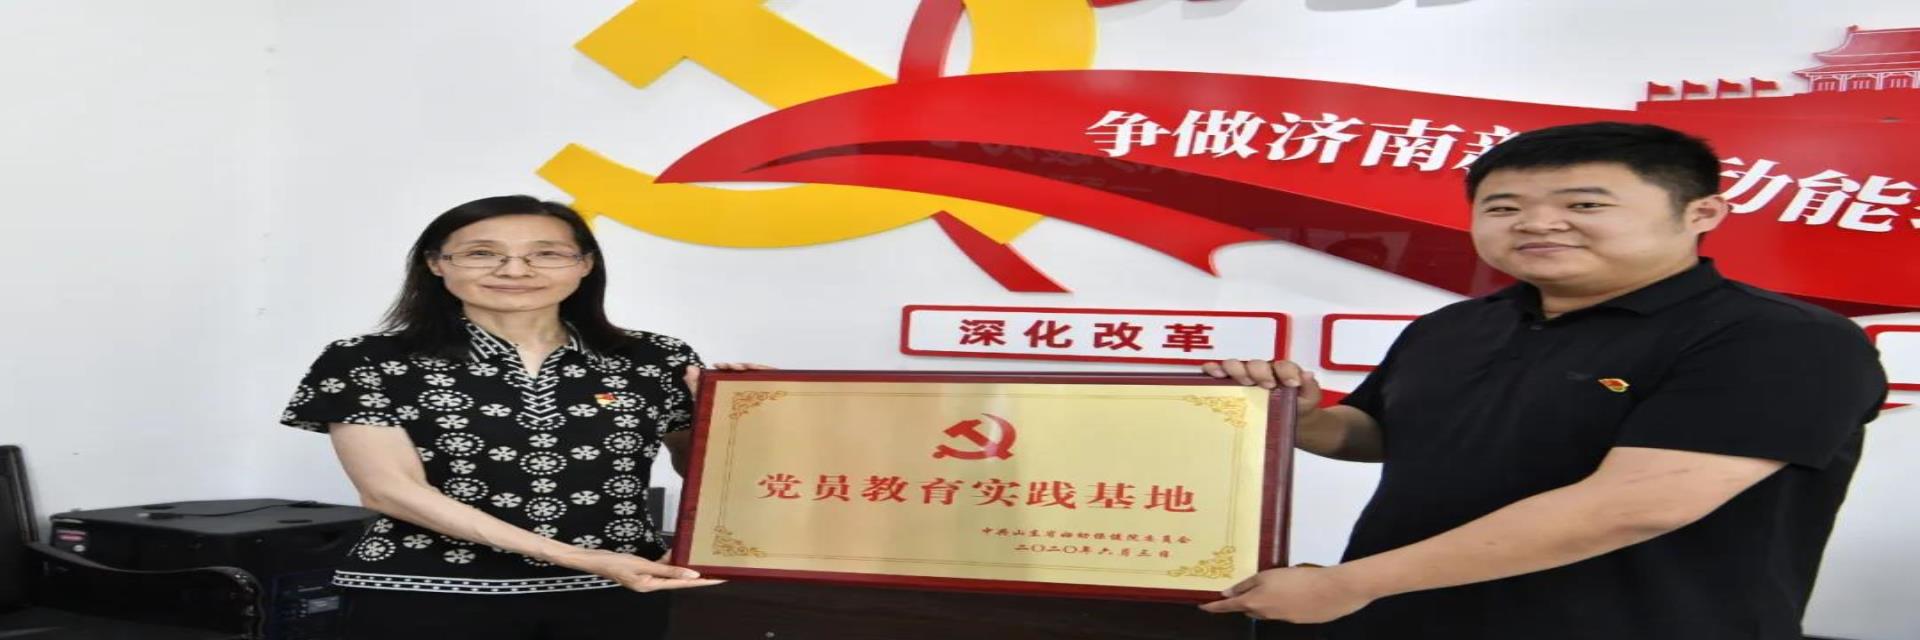 争做济南新
动能
深化改革
党员教育实践基地
中共山东省妇幼保健院委员会
二〇二〇年六月三日